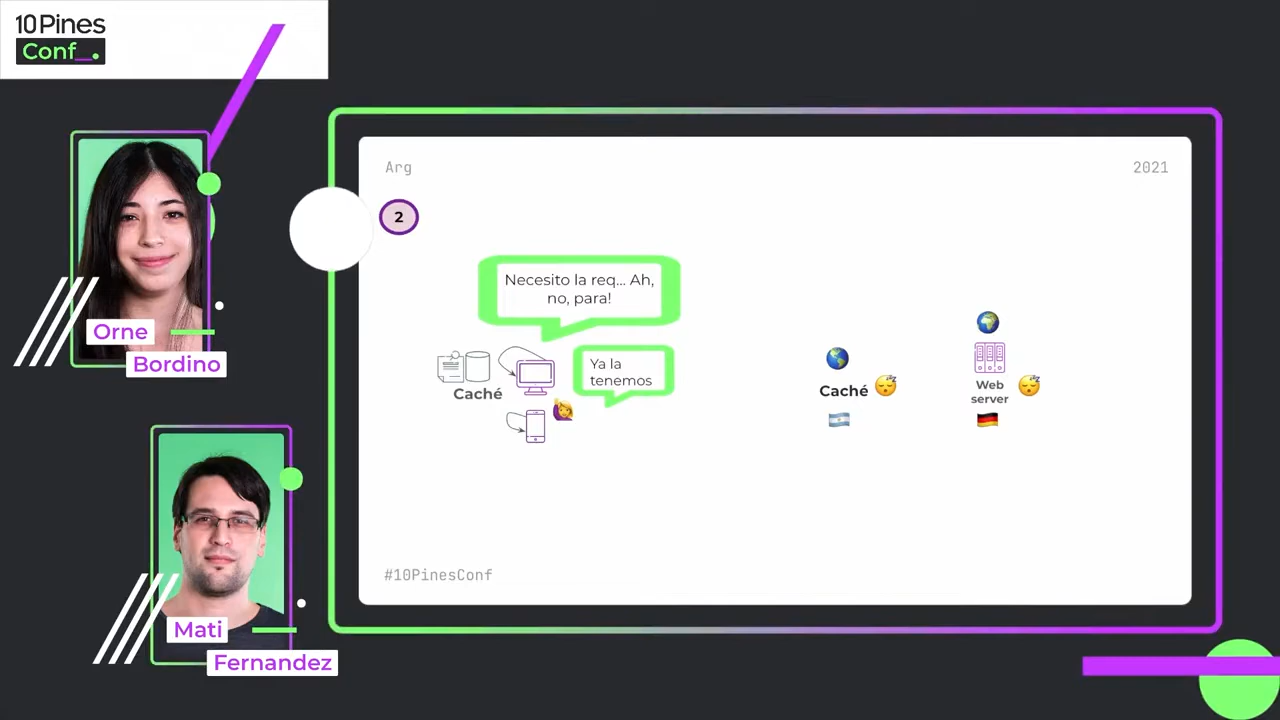 10Pines
Conf_.
Orne
Bordino
Mati
Fernandez
Arg
2021
2
Necesito la req... Ah,
no, para!
Ya la
tenemos
Caché
Caché
Web
server
#10PinesConf